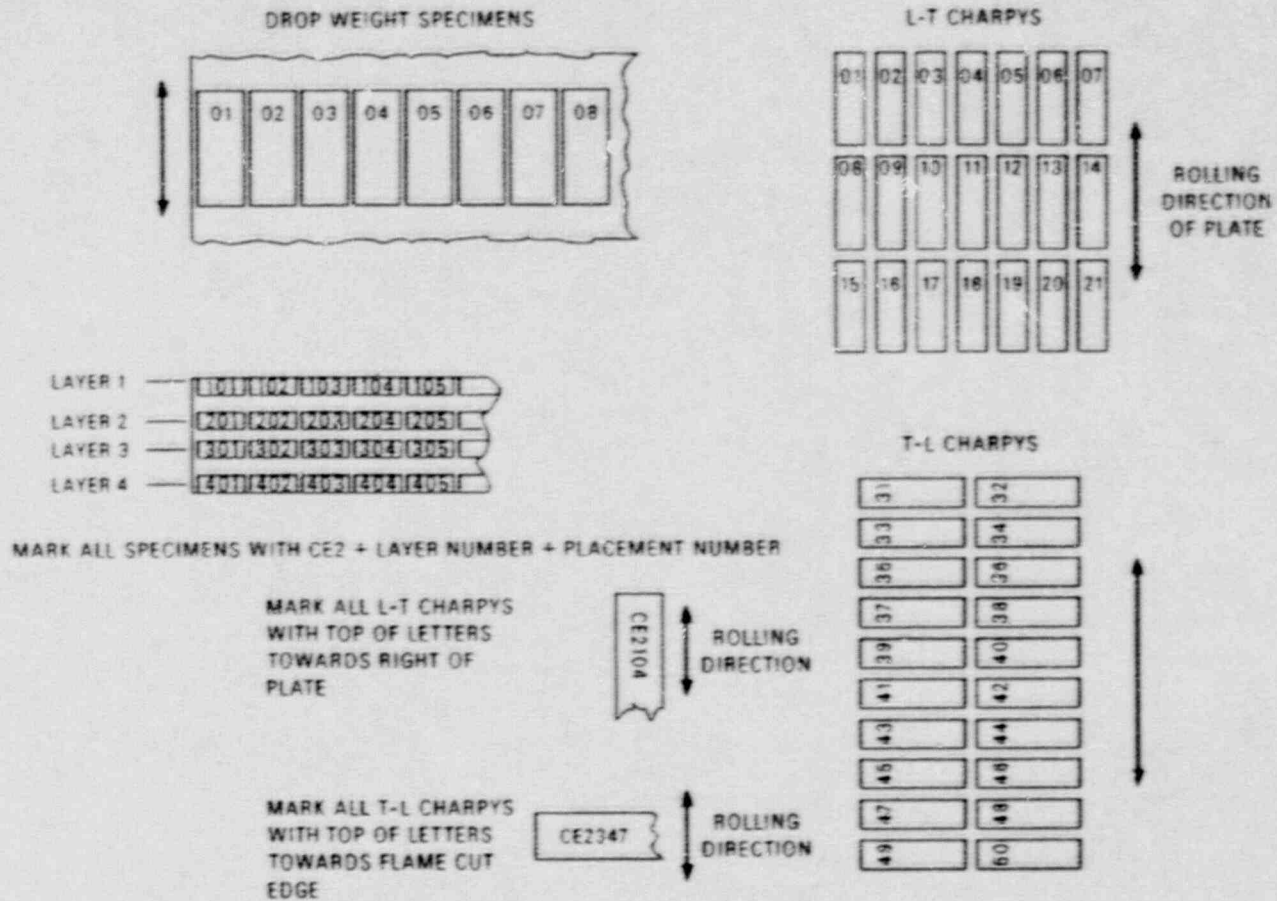 DROP WEIGHT SPECIMENS
01 02 03 04 05 06 07 08
L-T CHARPYS
01 02 03 04 05 06 07
08 09 10 11 12 13 14
15 16 17 18 19 20 21
ROLLING
DIRECTION
OF PLATE
LAYER 1
101 102 103 104 105
LAYER 2
201 202 203 204 205
LAYER 3
301 302 303 304 305
LAYER 4
401 402 403 404 405
MARK ALL SPECIMENS WITH CE2 + LAYER NUMBER + PLACEMENT NUMBER
MARK ALL L-T CHARPYS
WITH TOP OF LETTERS
TOWARDS RIGHT OF
PLATE
CE2104
ROLLING
DIRECTION
MARK ALL T-L CHARPYS
WITH TOP OF LETTERS
TOWARDS FLAME CUT
EDGE
CE2347
ROLLING
DIRECTION
T-L CHARPYS
31 32
33 34
35 36
37 38
39 40
41 42
43 44
45 46
47 48
49 50